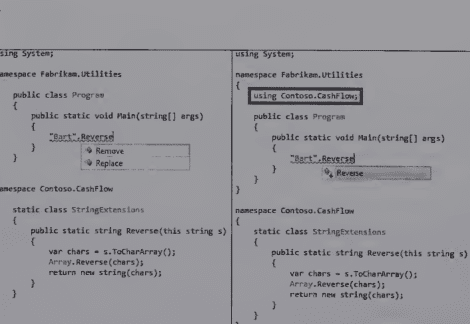 using System;
namespace Fabrikam.Utilities
public class Program
{
public static void Main(string[] args)
{
"Bart".Reverse
Remove
Replace
}
}
namespace Contoso.CashFlow
static class StringExtensions
{
public static string Reverse(this string s)
{
var chars = s.ToCharArray();
Array.Reverse(chars);
return new string(chars);
}
}
using System;
namespace Fabrikam.Utilities
{
using Contoso.CashFlow;
public class Program
{
public static void Main(string[] args)
{
"Bart".Reverse
Reverse
}
}
}
namespace Contoso.CashFlow
{
static class StringExtensions
{
public static string Reverse(this string s)
{
var chars = s.ToCharArray();
Array.Reverse(chars);
return new string(chars);
}
}
}